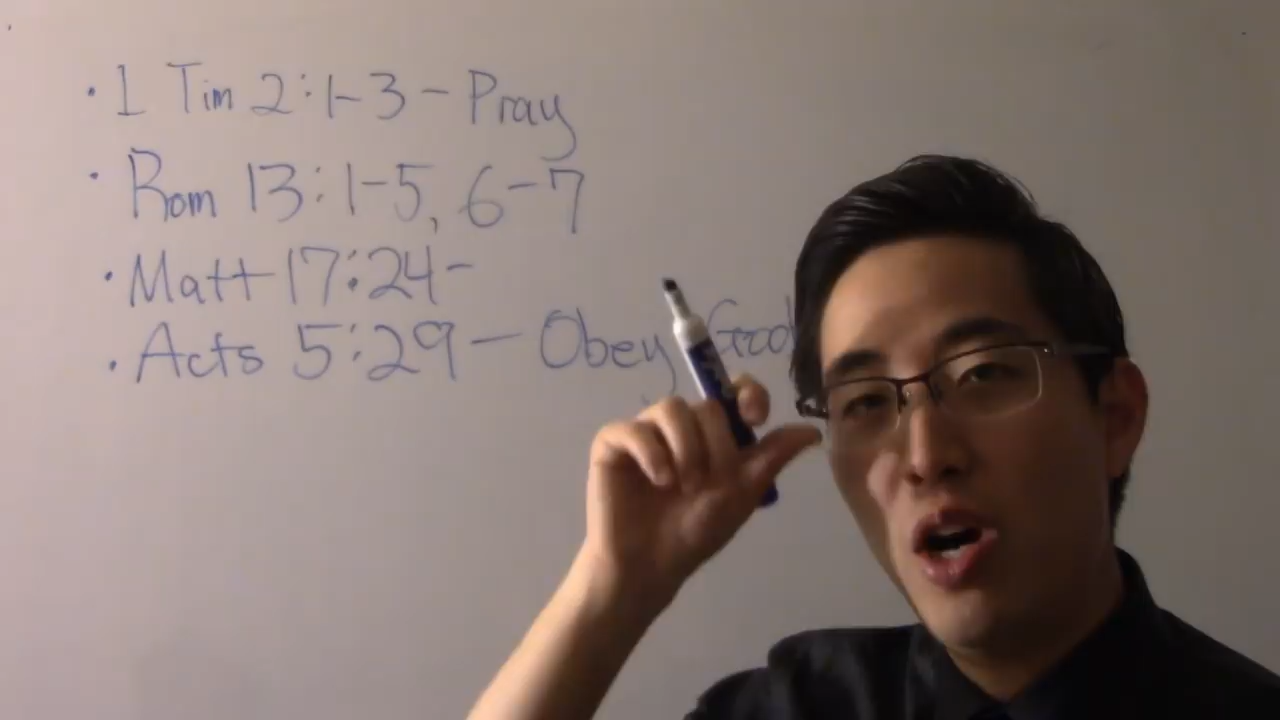 · 1 Tim 2:1-3 - Pray
· Rom 13:1-5, 6-7
· Matt 17:24-
· Acts 5:29 - Obey God